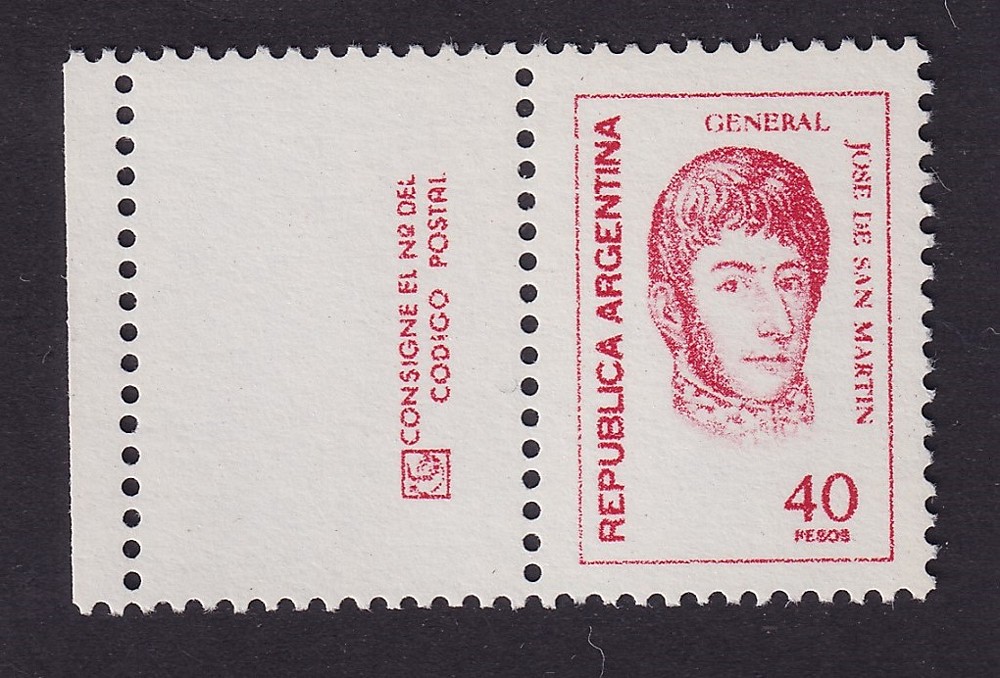 CONSIGNE EL Nº DEL
CODIGO POSTAL
REPUBLICA ARGENTINA
GENERAL
JOSE DE SAN MARTIN
40
PESOS